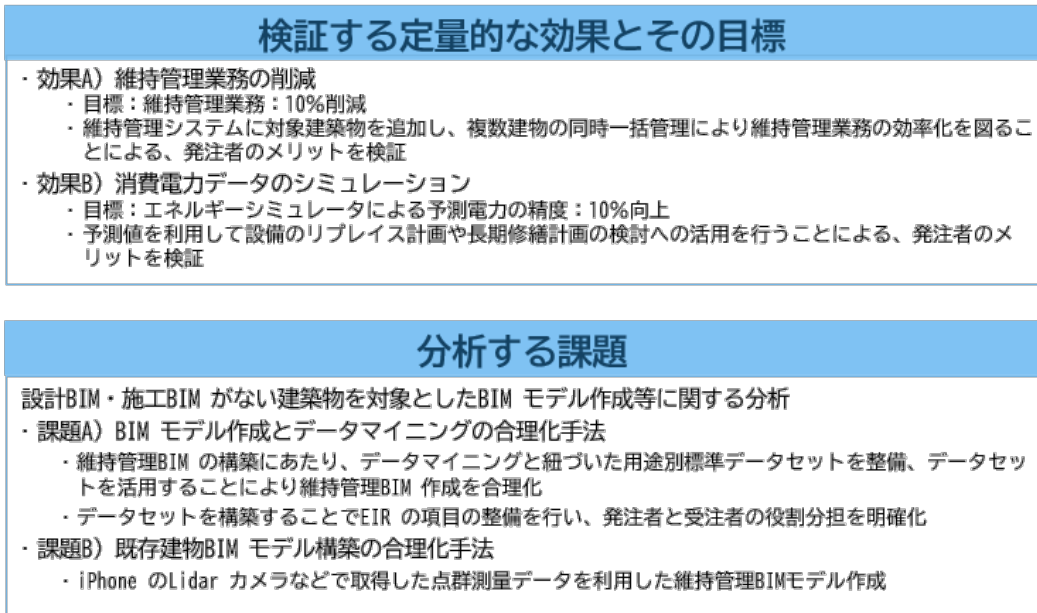 検証する定量的な効果とその目標
・効果A）維持管理業務の削減
・目標：維持管理業務：10%削減
・維持管理システムに対象建築物を追加し、複数建物の同時一括管理により維持管理業務の効率化を図るこ
とによる、発注者のメリットを検証
・効果B）消費電力データのシミュレーション
・目標：エネルギーシミュレータによる予測電力の精度：10%向上
・予測値を利用して設備のリプレイス計画や長期修繕計画の検討への活用を行うことによる、発注者のメ
リットを検証
分析する課題
設計BIM・施工BIM がない建築物を対象としたBIM モデル作成等に関する分析
・課題A）BIM モデル作成とデータマイニングの合理化手法
・維持管理BIM の構築にあたり、データマイニングと紐づいた用途別標準データセットを整備、データセッ
トを活用することにより維持管理BIM 作成を合理化
・データセットを構築することでEIR の項目の整備を行い、発注者と受注者の役割分担を明確化
・課題B）既存建物BIM モデル構築の合理化手法
・iPhone のLidar カメラなどで取得した点群測量データを利用した維持管理BIMモデル作成